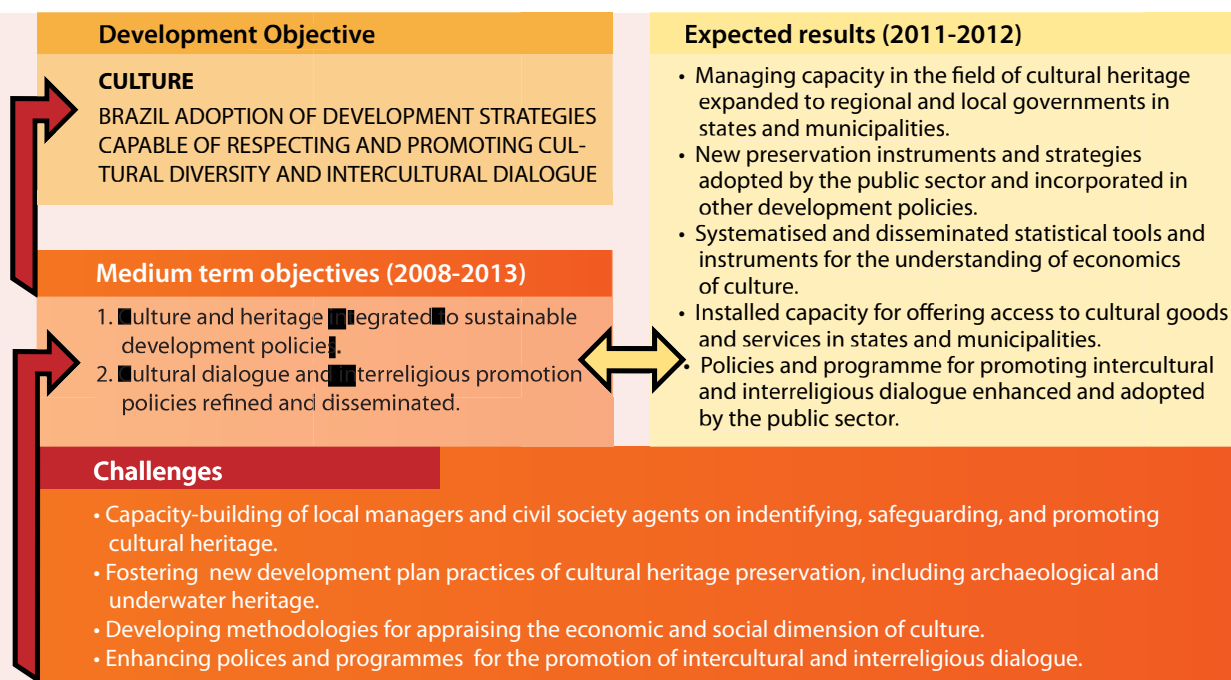 Development Objective
CULTURE
BRAZIL ADOPTION OF DEVELOPMENT STRATEGIES
CAPABLE OF RESPECTING AND PROMOTING CUL-
TURAL DIVERSITY AND INTERCULTURAL DIALOGUE
Medium term objectives (2008-2013)
1. Culture and heritage integrated to sustainable
development policies.
2. Cultural dialogue and interreligious promotion
policies refined and disseminated.
Expected results (2011-2012)
• Managing capacity in the field of cultural heritage
expanded to regional and local governments in
states and municipalities.
• New preservation instruments and strategies
adopted by the public sector and incorporated in
other development policies.
• Systematised and disseminated statistical tools and
instruments for the understanding of economics
of culture.
• Installed capacity for offering access to cultural goods
and services in states and municipalities.
• Policies and programme for promoting intercultural
and interreligious dialogue enhanced and adopted
by the public sector.
Challenges
• Capacity-building of local managers and civil society agents on indentifying, safeguarding, and promoting
cultural heritage.
• Fostering new development plan practices of cultural heritage preservation, including archaeological and
underwater heritage.
• Developing methodologies for appraising the economic and social dimension of culture.
• Enhancing polices and programmes for the promotion of intercultural and interreligious dialogue.